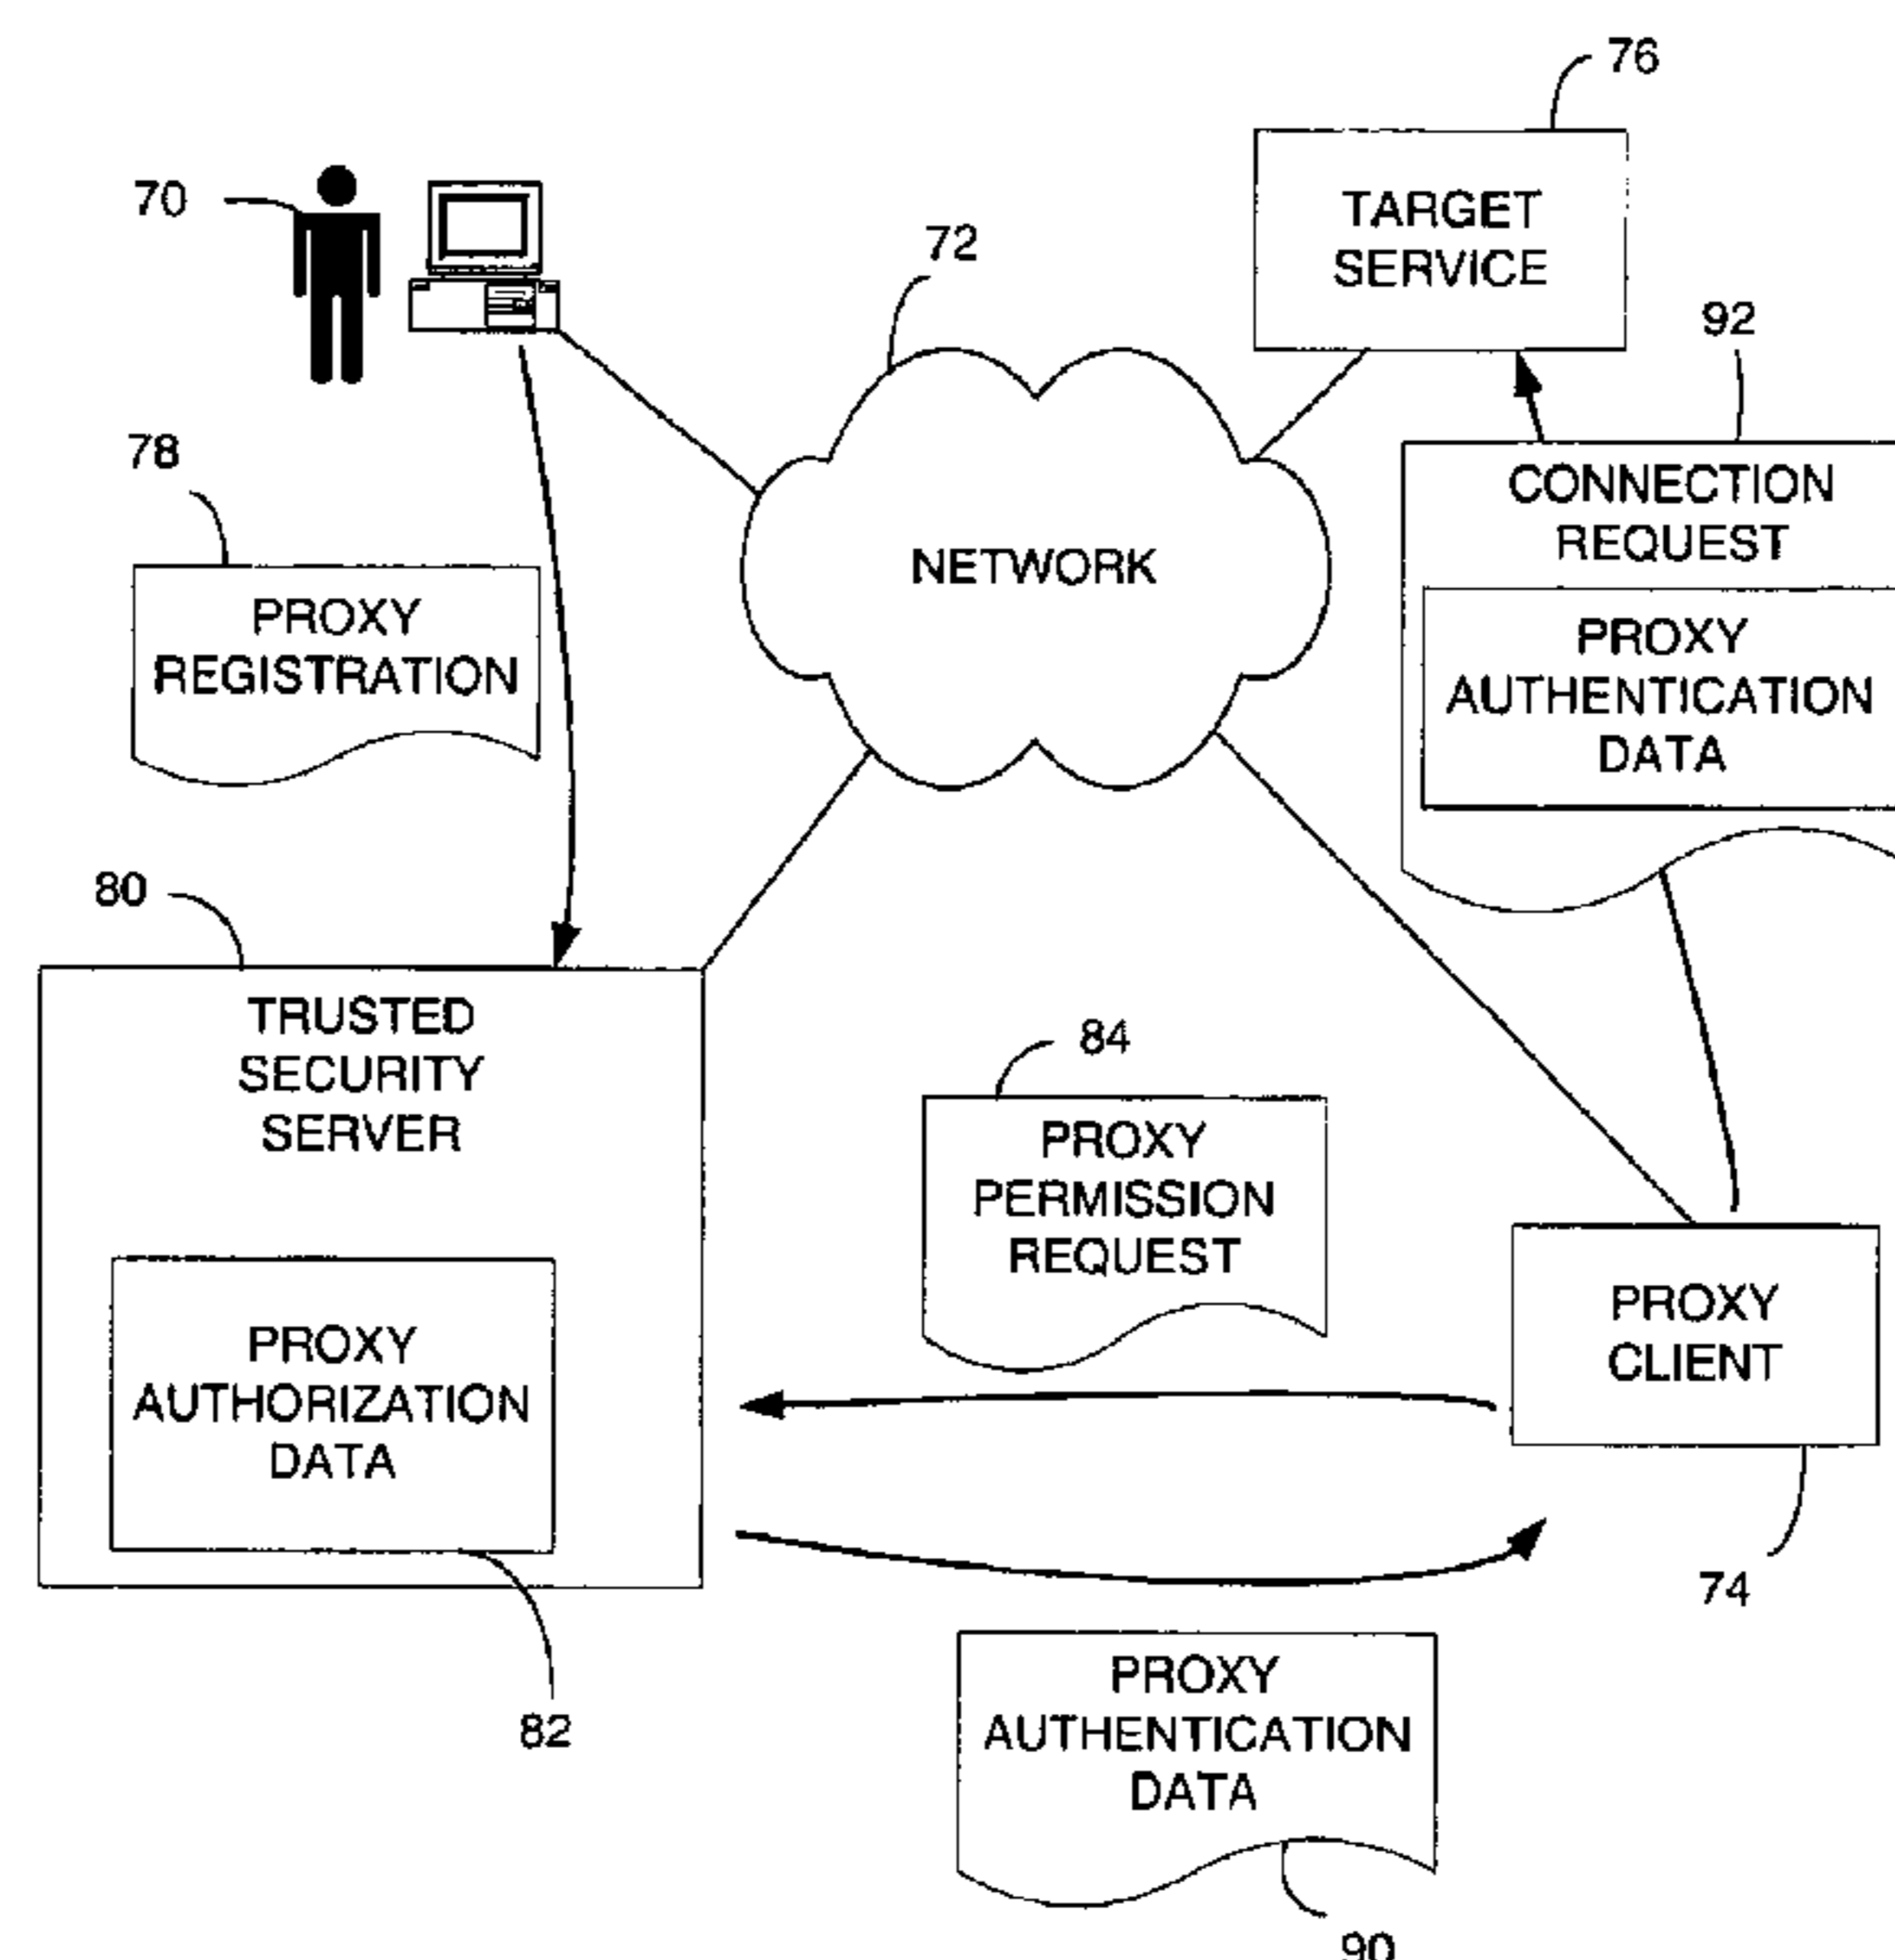 76
70
TARGET
SERVICE
72
92
78
CONNECTION
REQUEST
NETWORK
PROXY
REGISTRATION
PROXY
AUTHENTICATION
DATA
80
TRUSTED
SECURITY
SERVER
84
PROXY
PERMISSION
REQUEST
PROXY
CLIENT
PROXY
AUTHORIZATION
DATA
74
82
PROXY
AUTHENTICATION
DATA
90